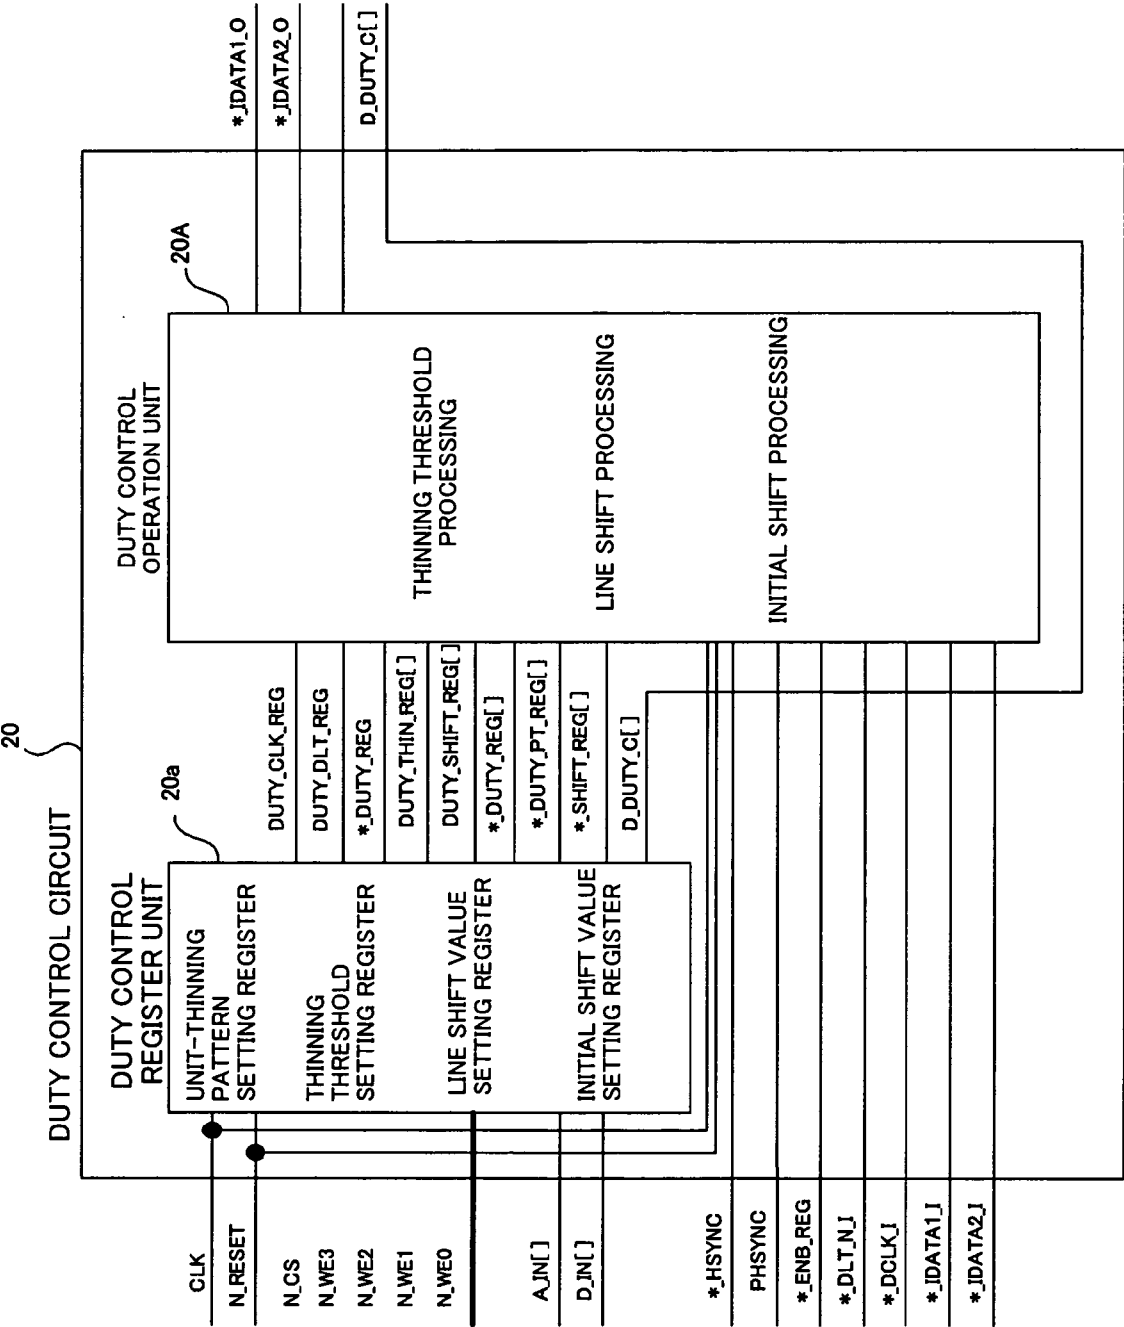 20
DUTY CONTROL CIRCUIT
DUTY CONTROL
REGISTER UNIT
20a
UNIT-THINNING
PATTERN
SETTING REGISTER
THINNING
THRESHOLD
SETTING REGISTER
LINE SHIFT VALUE
SETTING REGISTER
INITIAL SHIFT VALUE
SETTING REGISTER
DUTY CONTROL
OPERATION UNIT
20A
THINNING THRESHOLD
PROCESSING
LINE SHIFT PROCESSING
INITIAL SHIFT PROCESSING
CLK
N_RESET
N_CS
N_WE3
N_WE2
N_WE1
N_WE0
A_IN[ ]
D_IN[ ]
*_HSYNC
PHSYNC
*_ENB_REG
*_DLT_N_I
*_DCLK_I
*_IDATA1_I
*_IDATA2_I
DUTY_CLK_REG
DUTY_DLT_REG
*_DUTY_REG
DUTY_THIN_REG[ ]
DUTY_SHIFT_REG[ ]
*_DUTY_REG[ ]
*_DUTY_PT_REG[ ]
*_SHIFT_REG[ ]
D_DUTY_C[ ]
*_IDATA1_O
*_IDATA2_O
D_DUTY_C[ ]